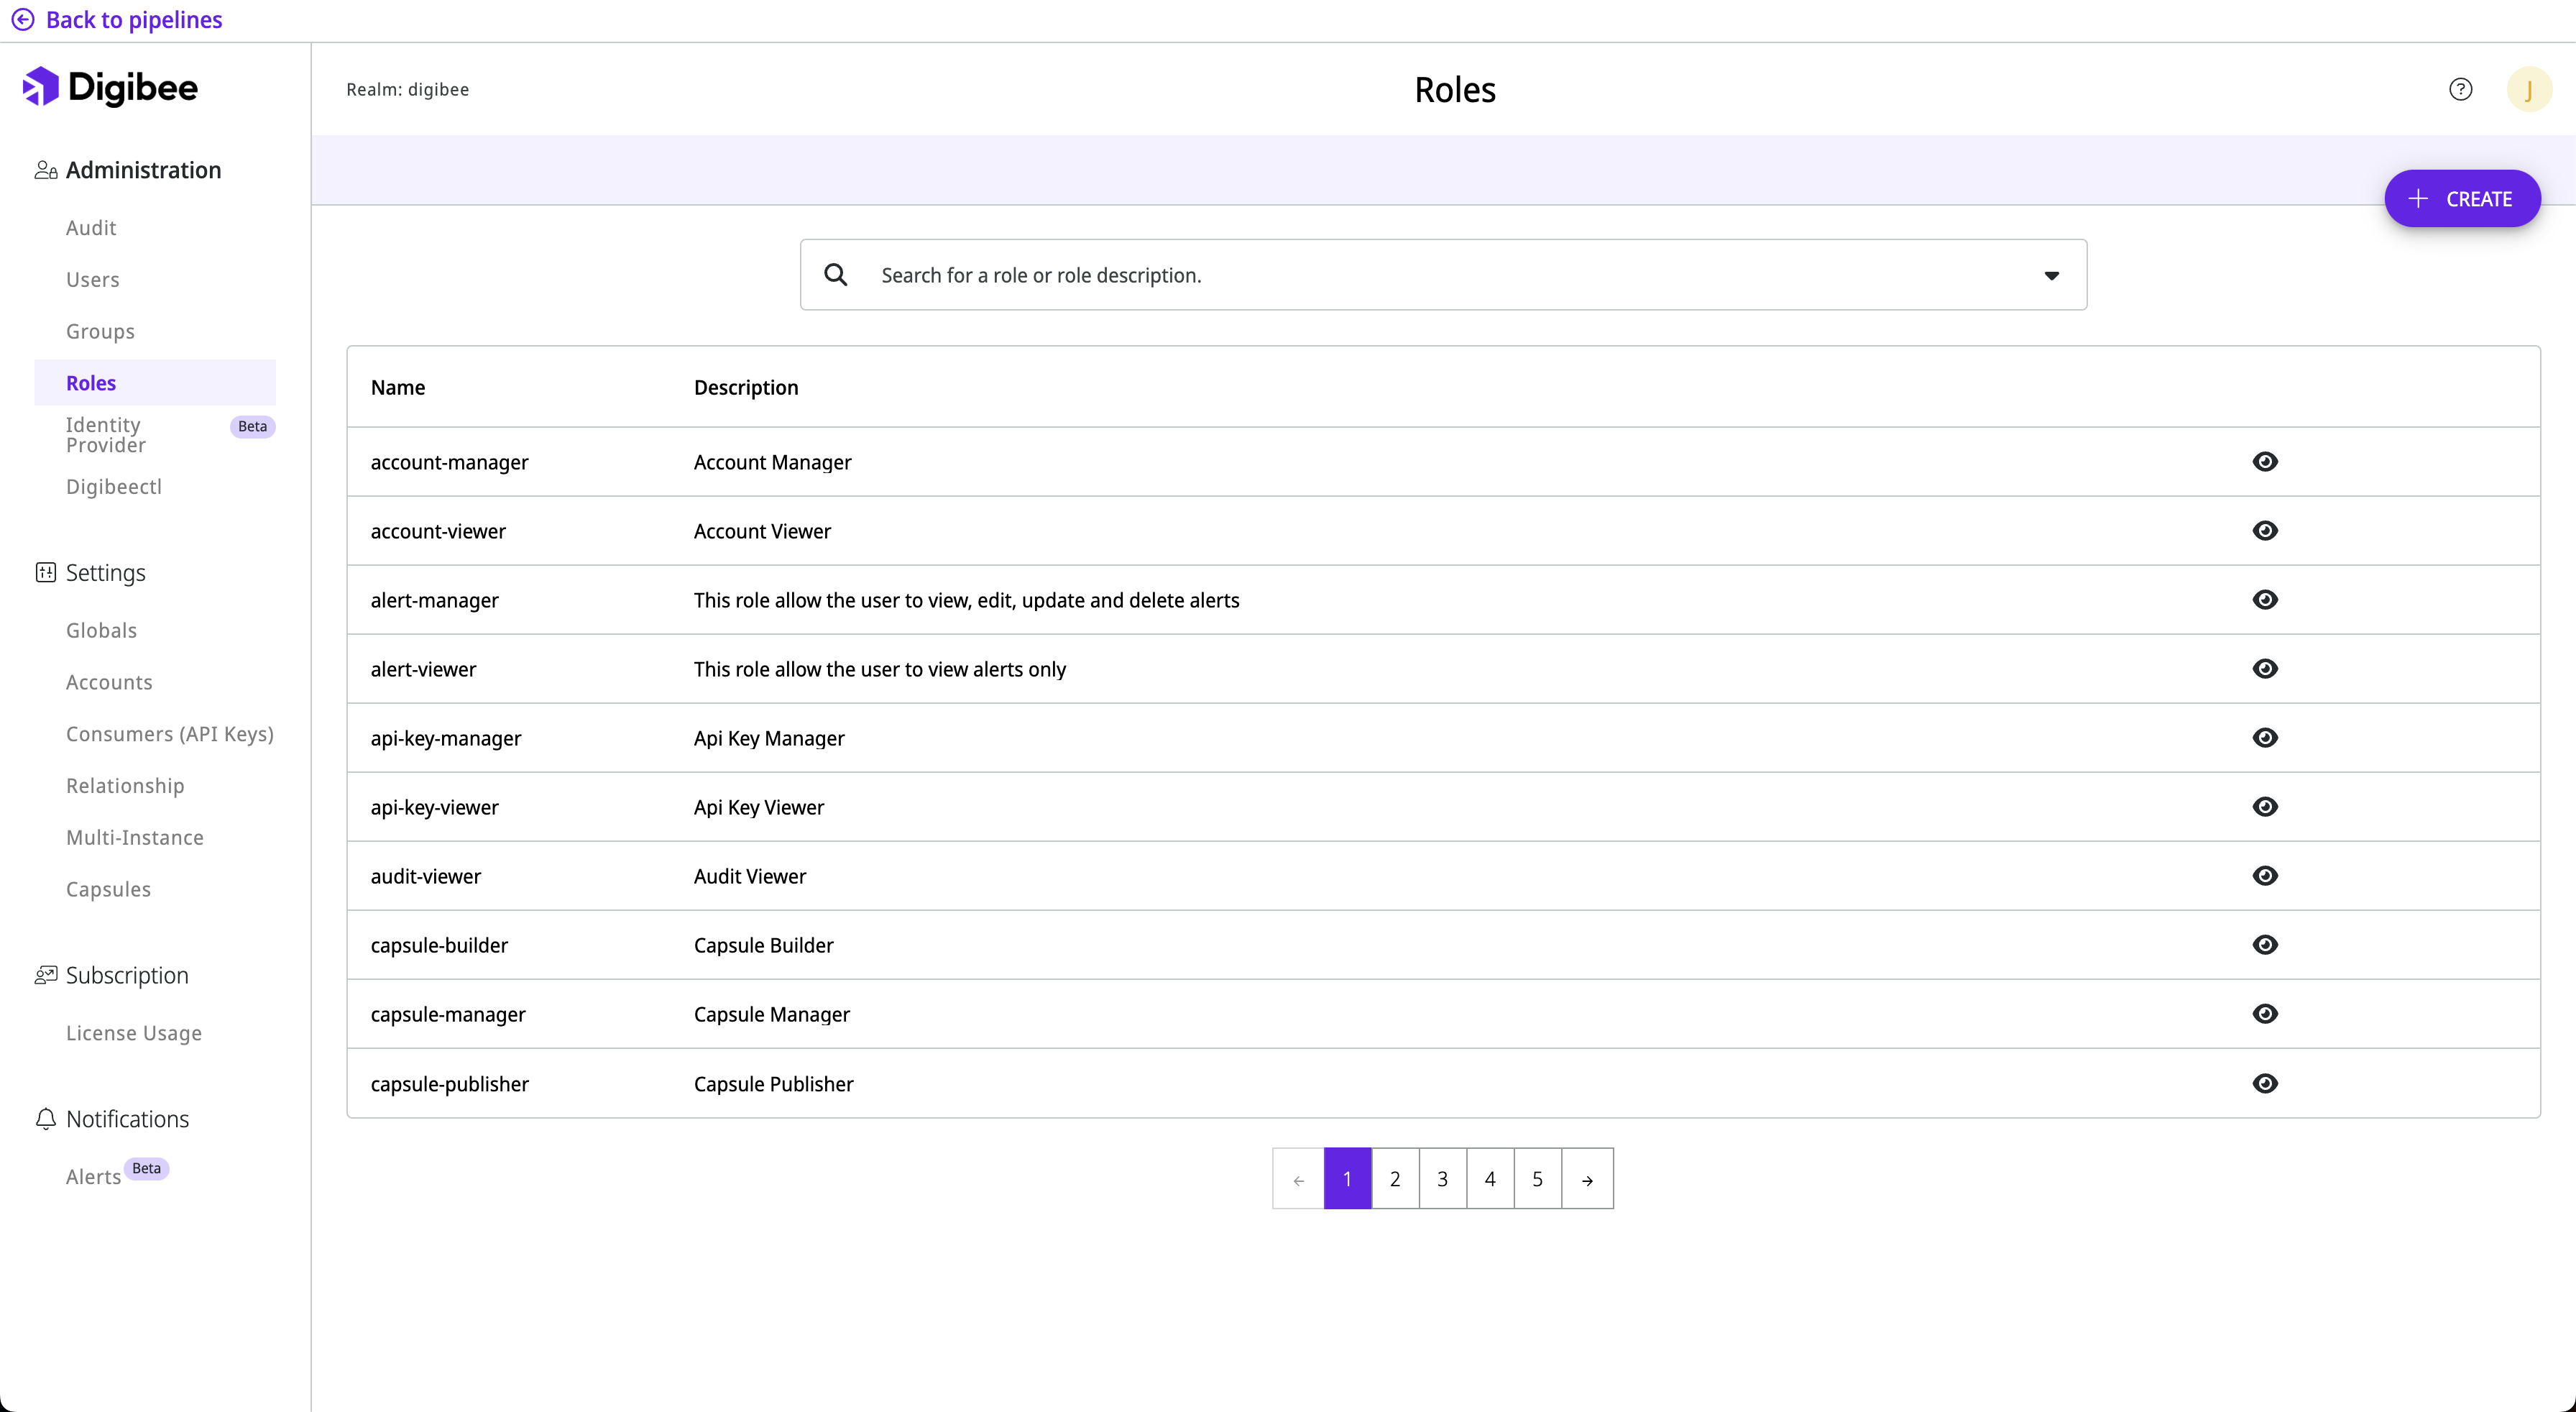 Back to pipelines
Digibee
Realm: digibee
Roles
?
J
Administration
Audit
Users
Groups
Roles
Identity Provider Beta
Digibeectl
Settings
Globals
Accounts
Consumers (API Keys)
Relationship
Multi-Instance
Capsules
Subscription
License Usage
Notifications
Alerts Beta
CREATE
Search for a role or role description.
Name Description
account-manager Account Manager
account-viewer Account Viewer
alert-manager This role allow the user to view, edit, update and delete alerts
alert-viewer This role allow the user to view alerts only
api-key-manager Api Key Manager
api-key-viewer Api Key Viewer
audit-viewer Audit Viewer
capsule-builder Capsule Builder
capsule-manager Capsule Manager
capsule-publisher Capsule Publisher
← 1 2 3 4 5 →